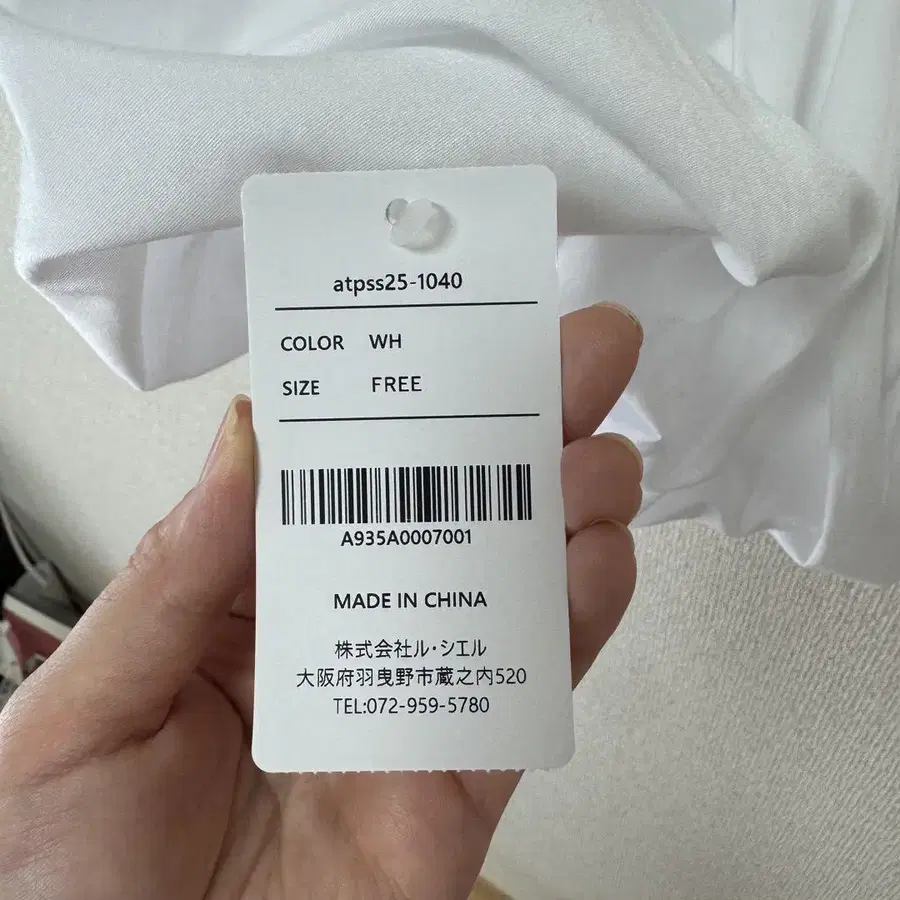 atpss25-1040
COLOR WH
SIZE FREE
A935A0007001
MADE IN CHINA
株式会社ル・シエル
大阪府羽曳野市蔵之内520
TEL:072-959-5780